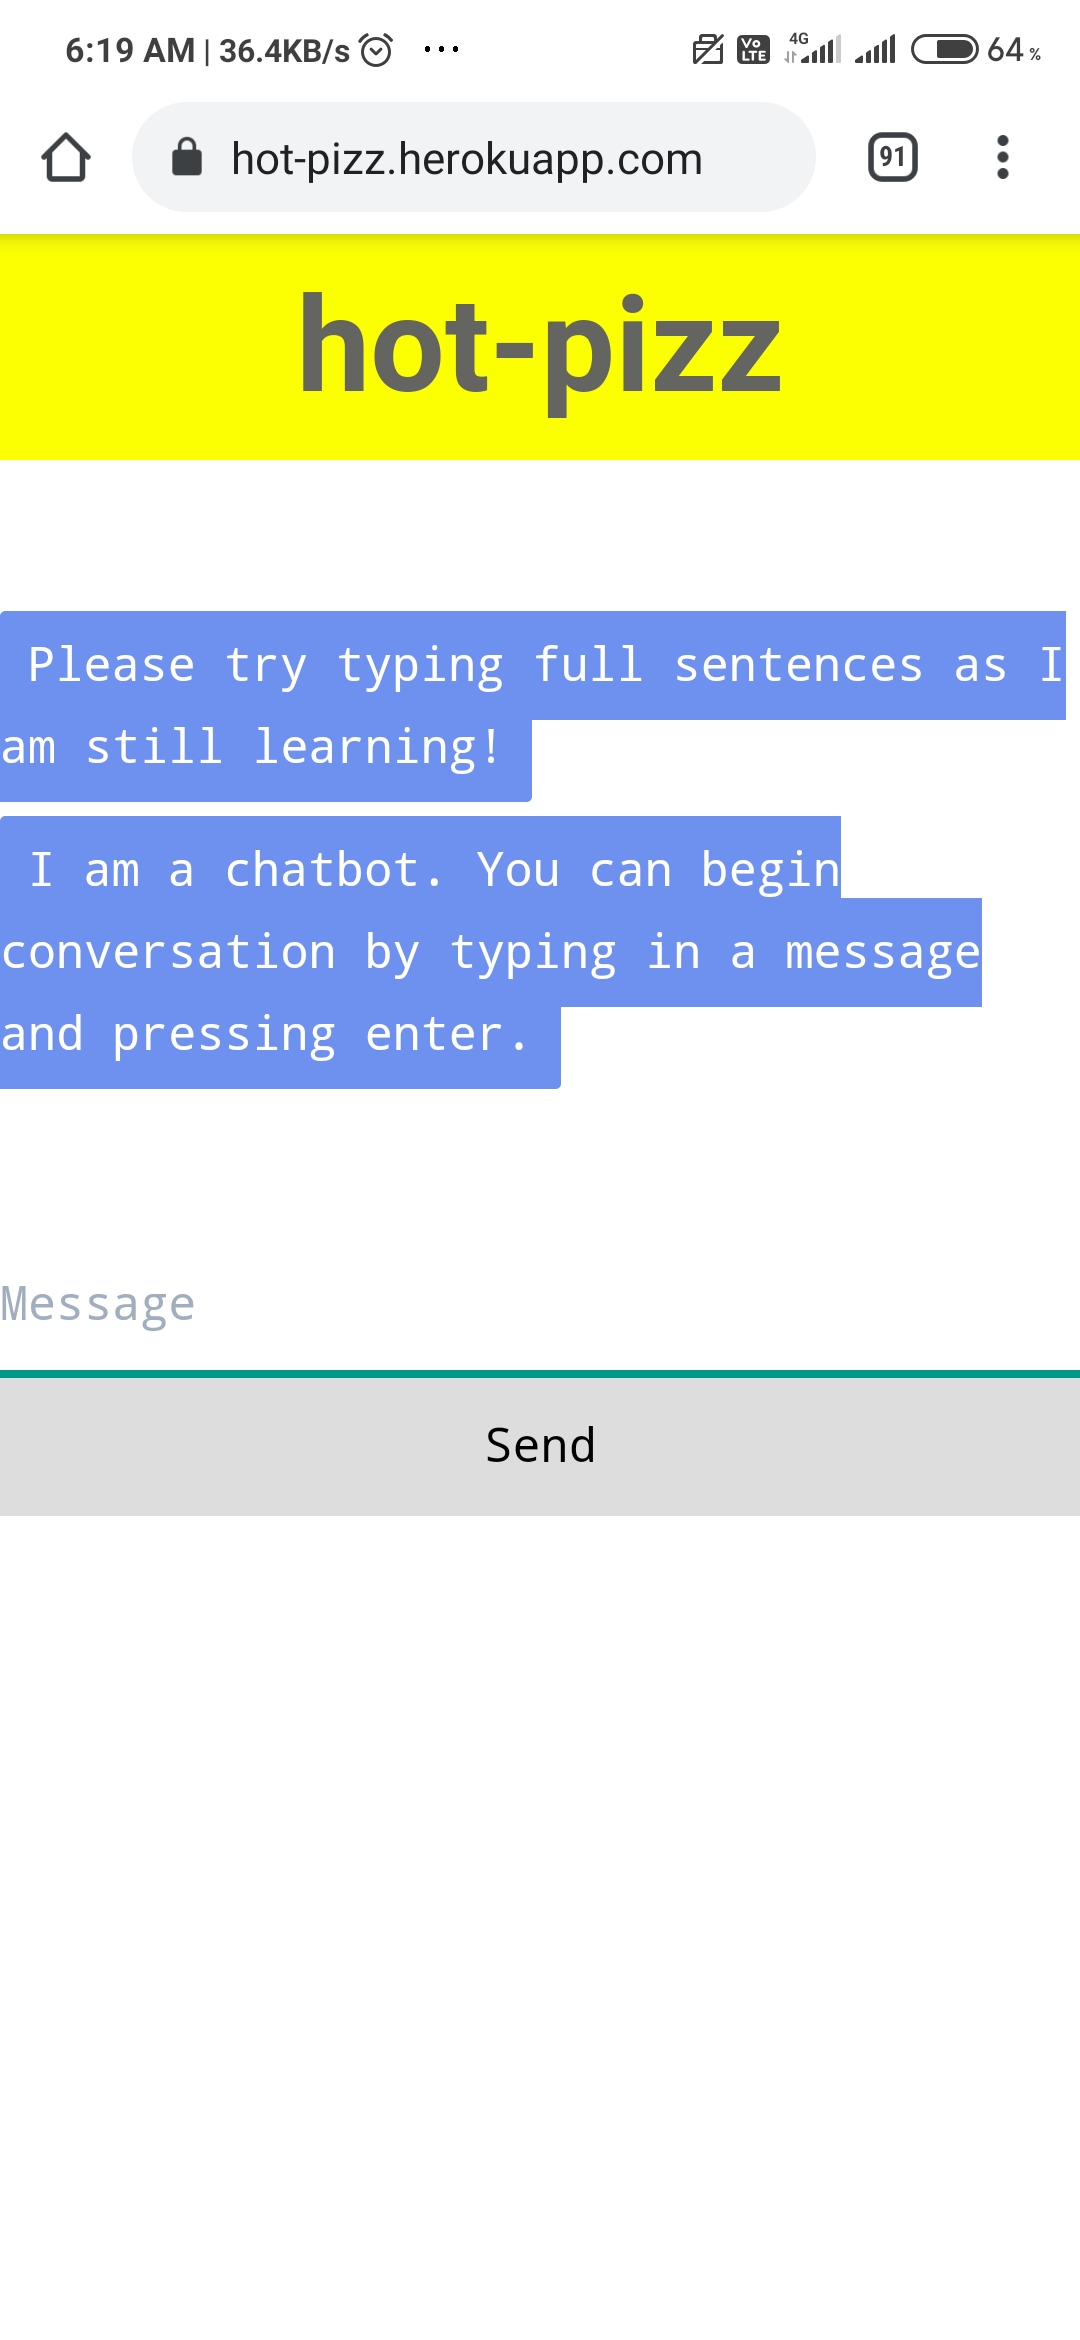 6:19 AM | 36.4KB/s ... Vo LTE 4G 64 %
hot-pizz.herokuapp.com 91
hot-pizz
Please try typing full sentences as I
am still learning!
I am a chatbot. You can begin
conversation by typing in a message
and pressing enter.
Message
Send